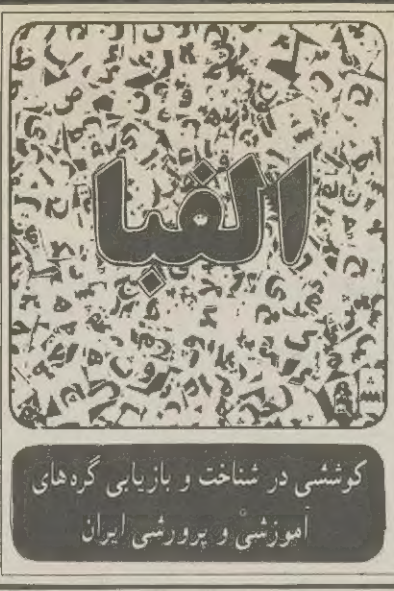 الفبا
کوششی در شناخت و بازیابی گره‌های
آموزشی و پرورشی ایران